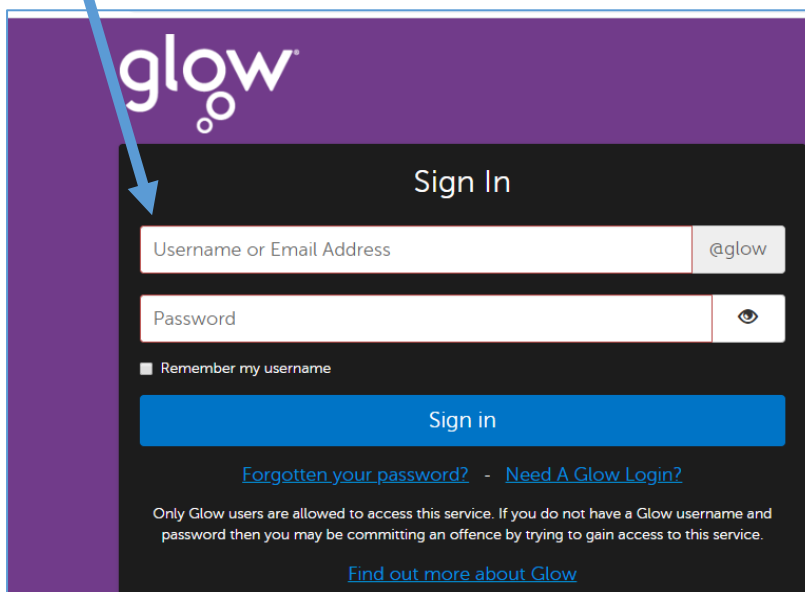 glow
Sign In
Username or Email Address @glow
Password
Remember my username
Sign in
Forgotten your password? - Need A Glow Login?
Only Glow users are allowed to access this service. If you do not have a Glow username and
password then you may be committing an offence by trying to gain access to this service.
Find out more about Glow